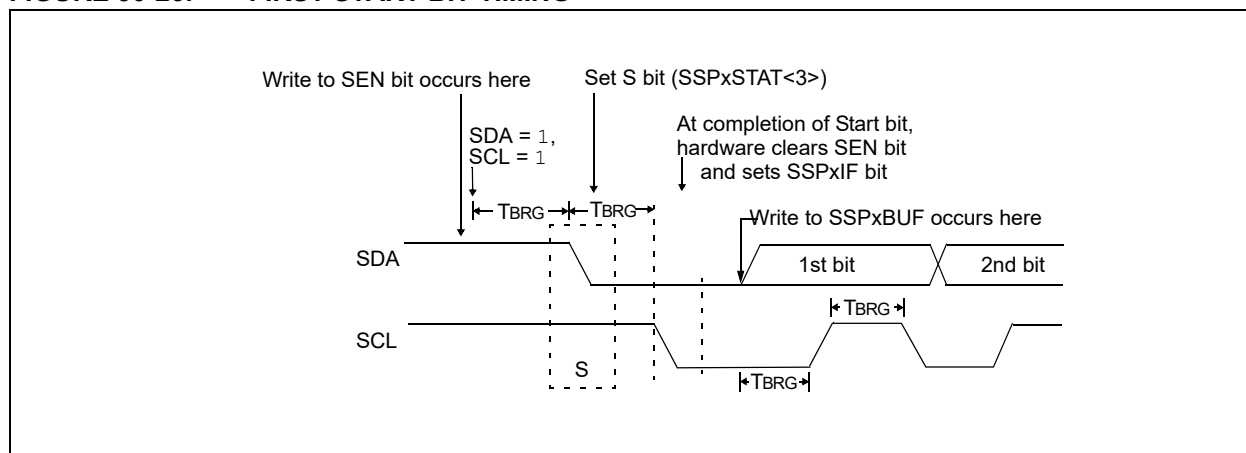 Write to SEN bit occurs here
Set S bit (SSPxSTAT<3>)
SDA = 1,
SCL = 1
At completion of Start bit,
hardware clears SEN bit
and sets SSPxIF bit
TBRG
TBRG
Write to SSPxBUF occurs here
SDA
1st bit
2nd bit
TBRG
SCL
S
TBRG